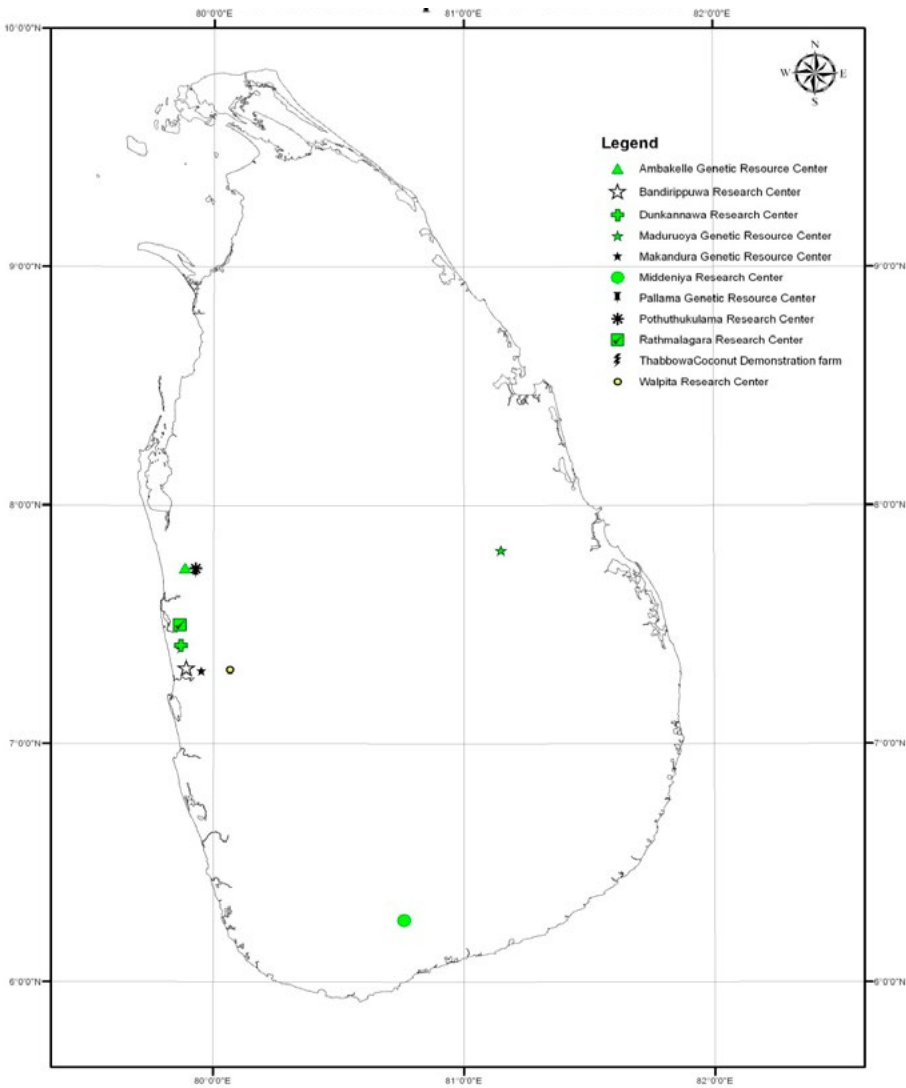 80°0'0"E 81°0'0"E 82°0'0"E
10°0'0"N
N
W E
S
Legend
Ambakelle Genetic Resource Center
Bandirippuwa Research Center
Dunkannawa Research Center
Maduruoya Genetic Resource Center
Makandura Genetic Resource Center
Middeniya Research Center
Pallama Genetic Resource Center
Pothuthukulama Research Center
Rathmalagara Research Center
ThabbowaCoconut Demonstration farm
Walpita Research Center
9°0'0"N 9°0'0"N
8°0'0"N 8°0'0"N
7°0'0"N 7°0'0"N
6°0'0"N 6°0'0"N
80°0'0"E 81°0'0"E 82°0'0"E